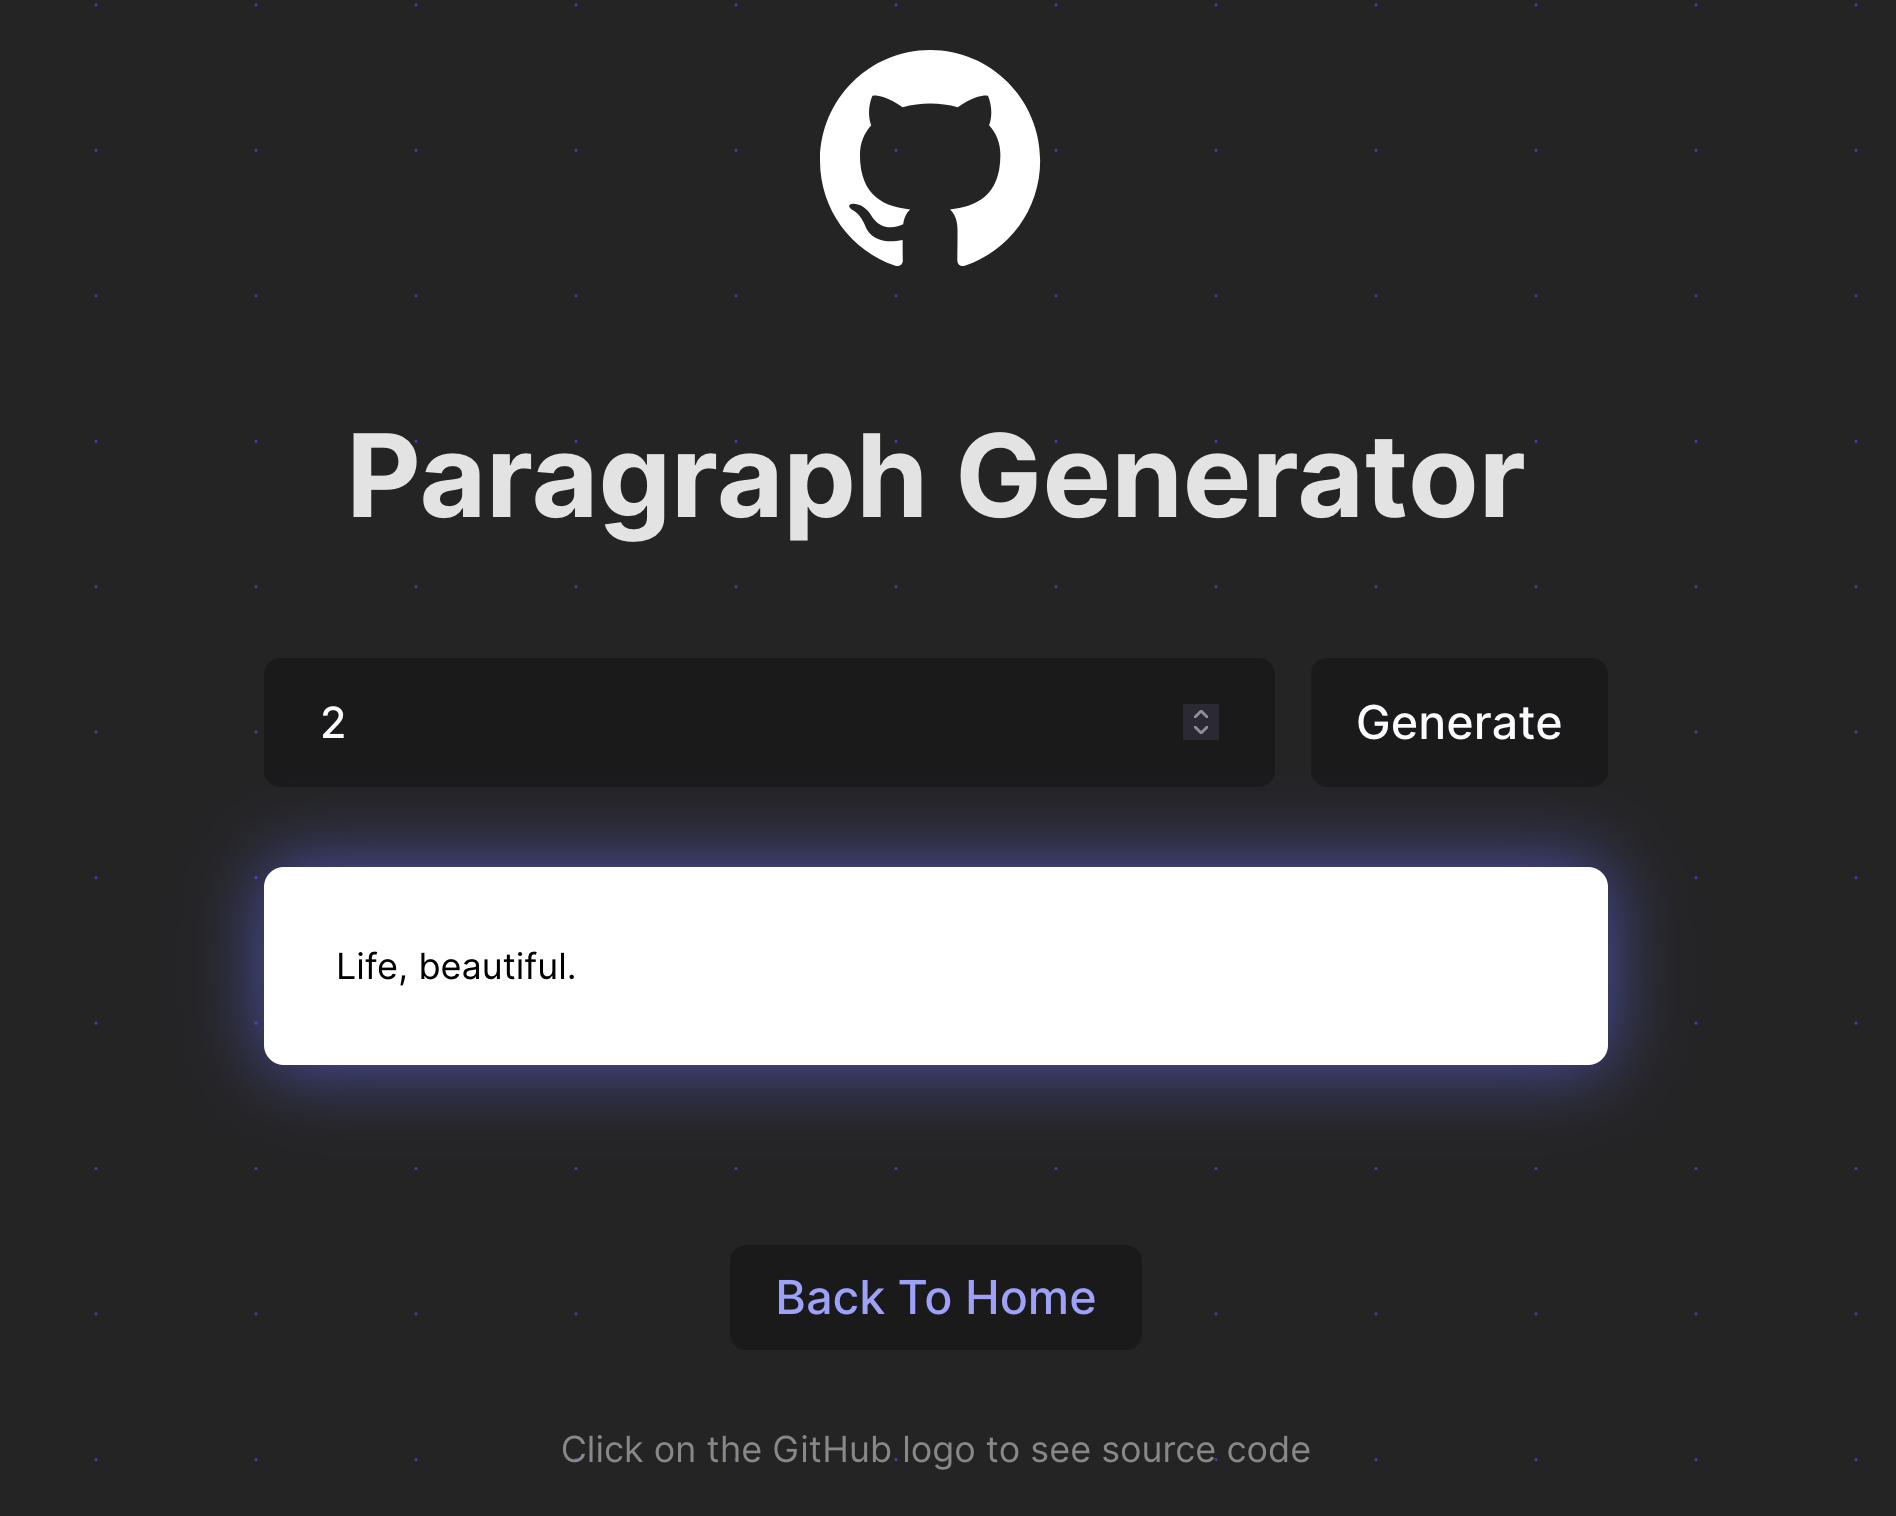 Paragraph Generator
2
Generate
Life, beautiful.
Back To Home
Click on the GitHub logo to see source code